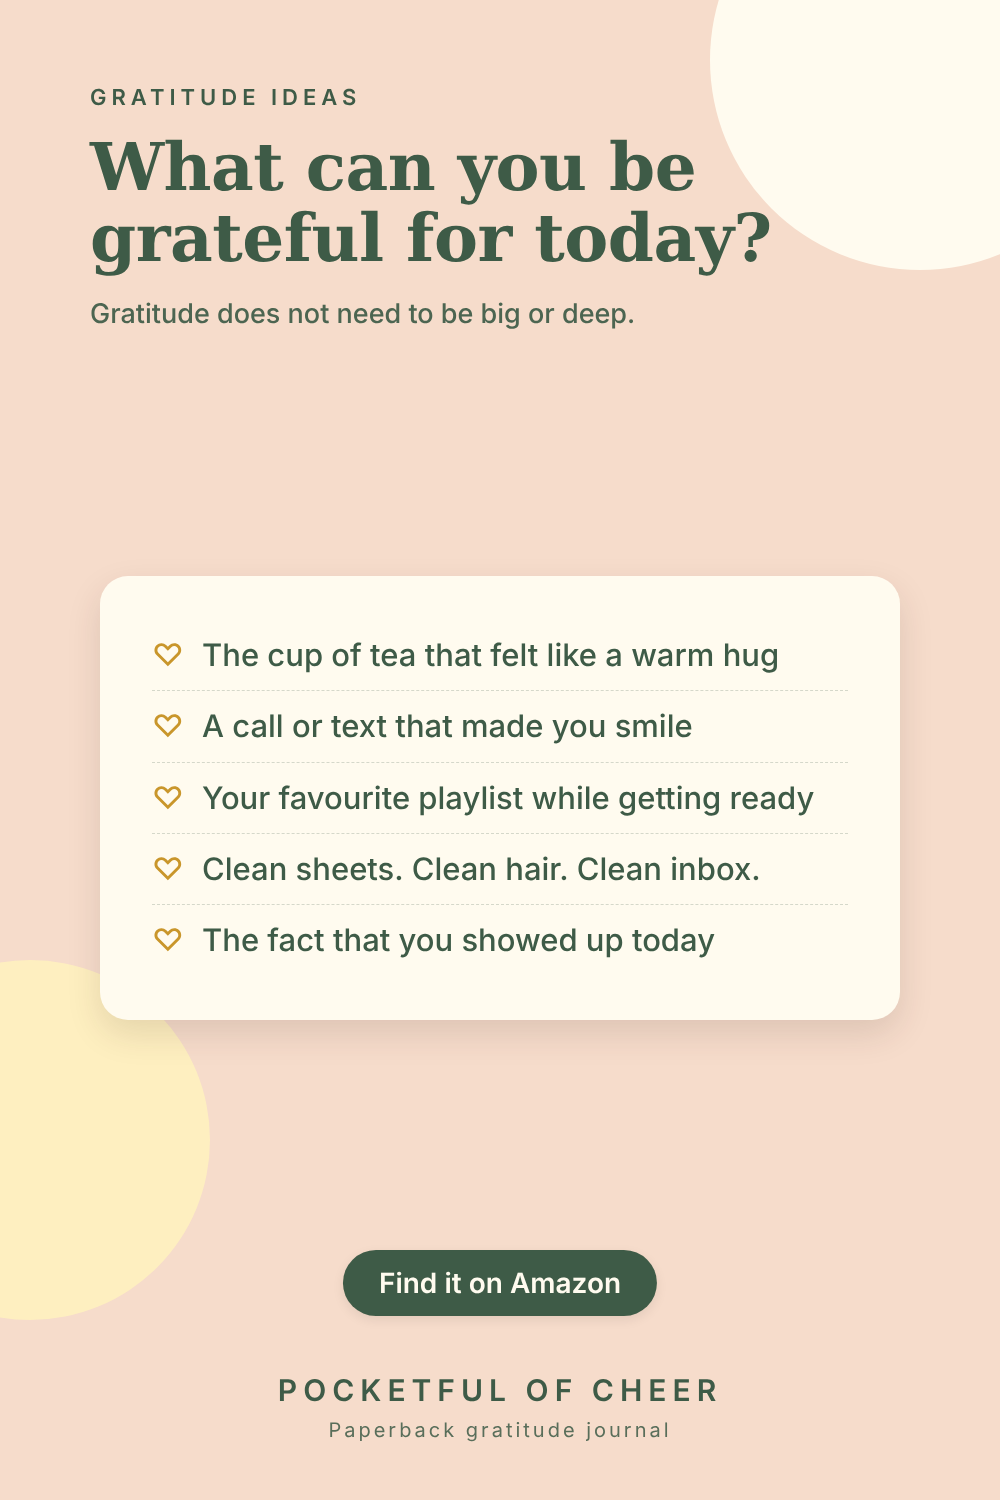 GRATITUDE IDEAS
What can you be
grateful for today?
Gratitude does not need to be big or deep.
The cup of tea that felt like a warm hug
A call or text that made you smile
Your favourite playlist while getting ready
Clean sheets. Clean hair. Clean inbox.
The fact that you showed up today
Find it on Amazon
POCKETFUL OF CHEER
Paperback gratitude journal